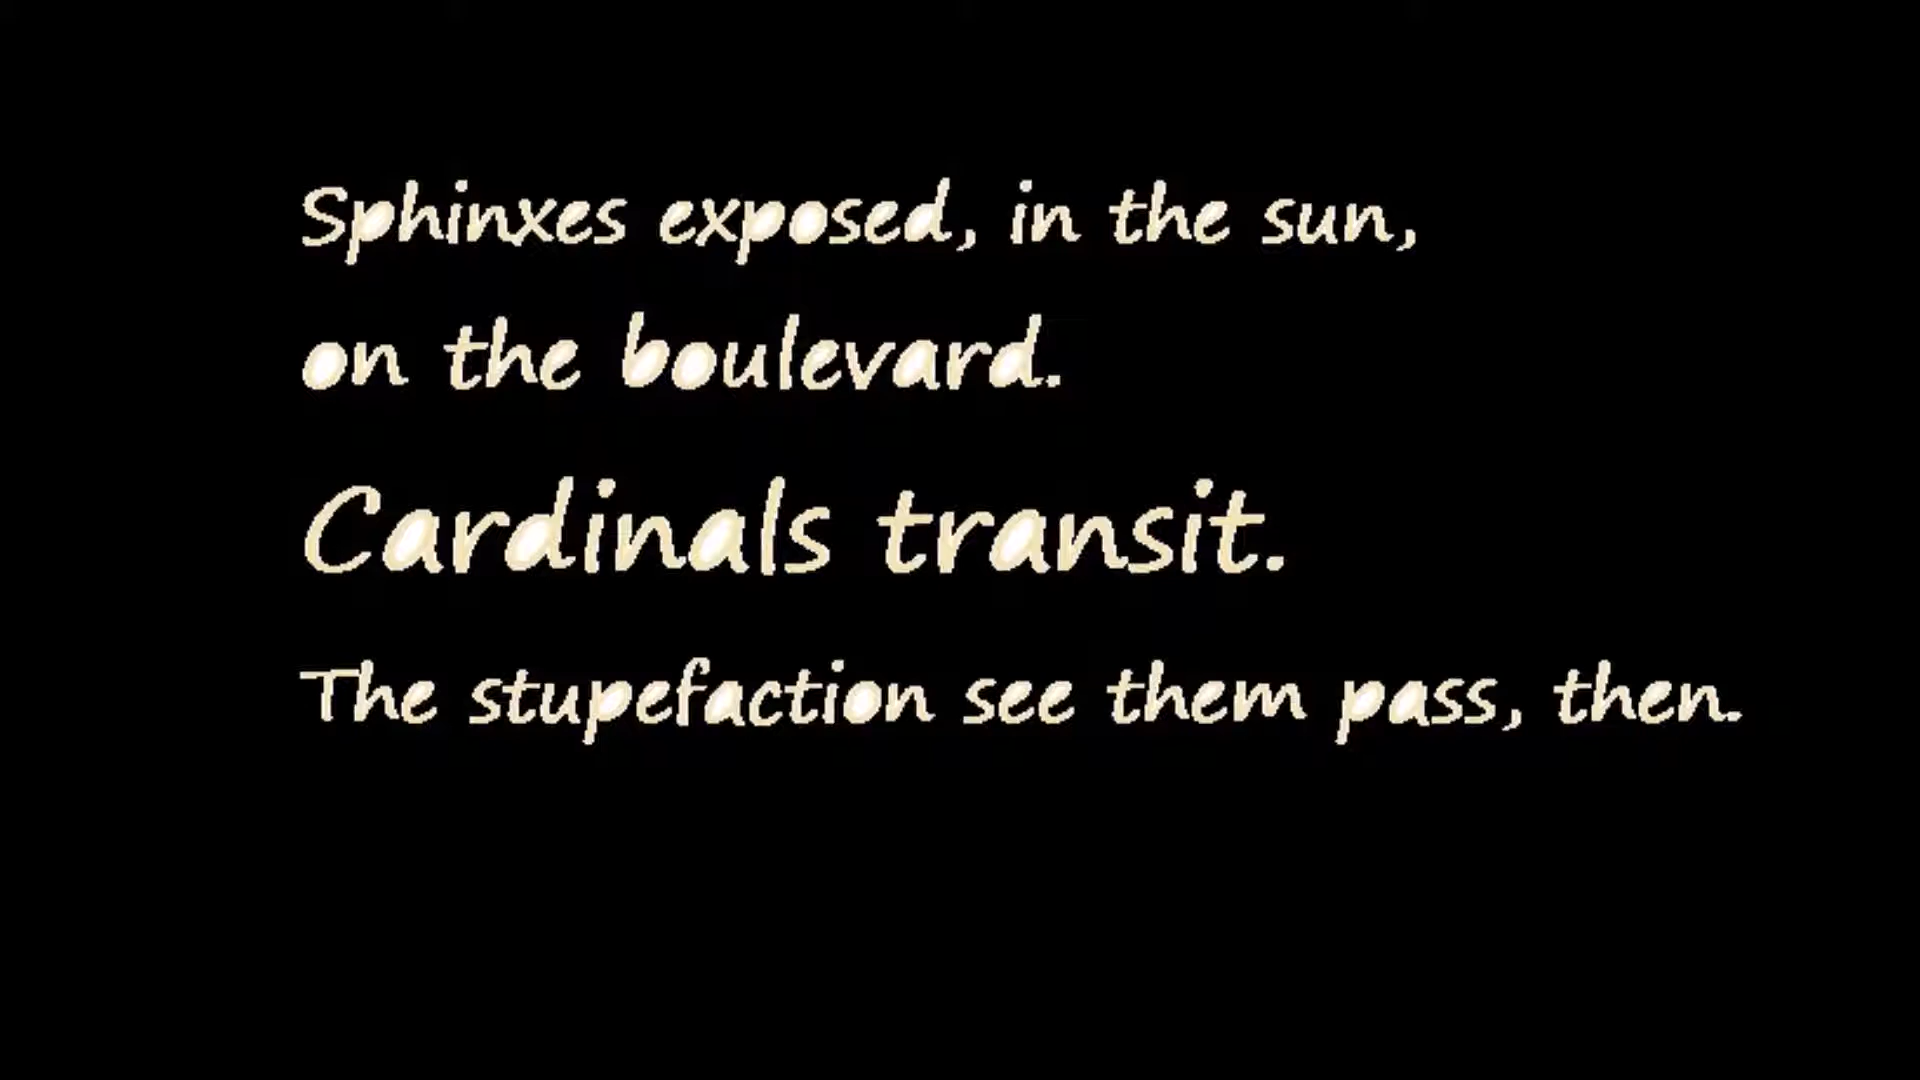 Sphinxes exposed, in the sun,
on the boulevard.
Cardinals transit.
The stupefaction see them pass, then.